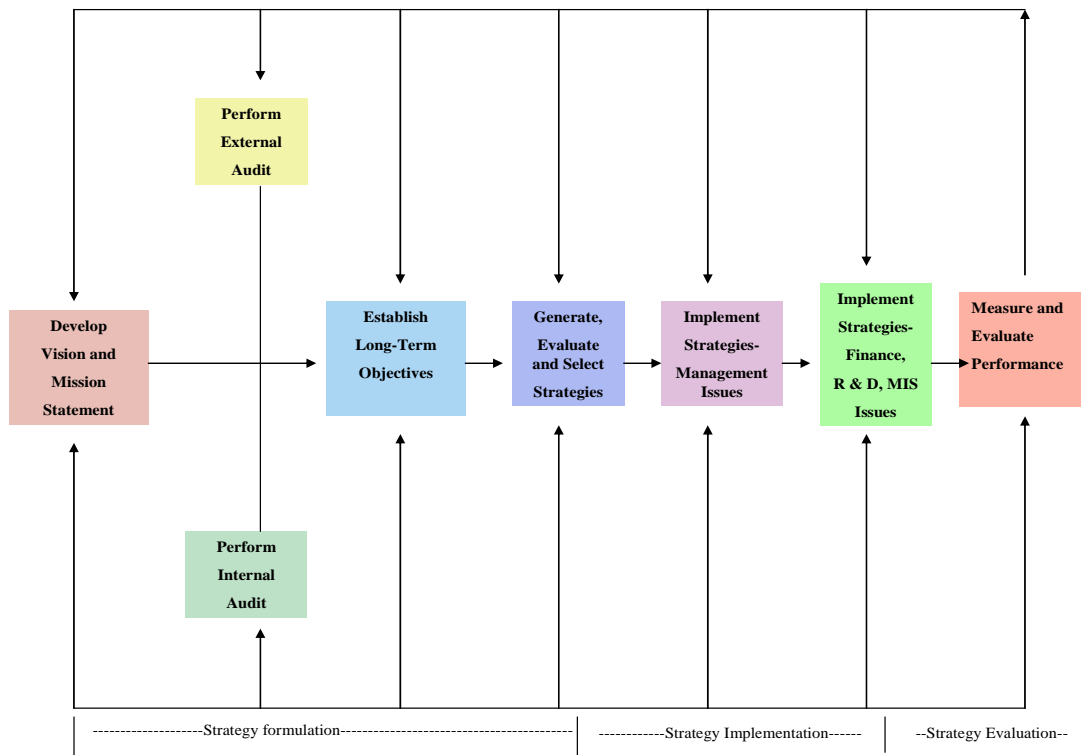 Perform
External
Audit
Develop
Vision and
Mission
Statement
Establish
Long-Term
Objectives
Generate,
Evaluate
and Select
Strategies
Implement
Strategies-
Management
Issues
Implement
Strategies-
Finance,
R & D, MIS
Issues
Measure and
Evaluate
Performance
Perform
Internal
Audit
--------------------Strategy formulation------------------------------------------
------------Strategy Implementation------
--Strategy Evaluation--